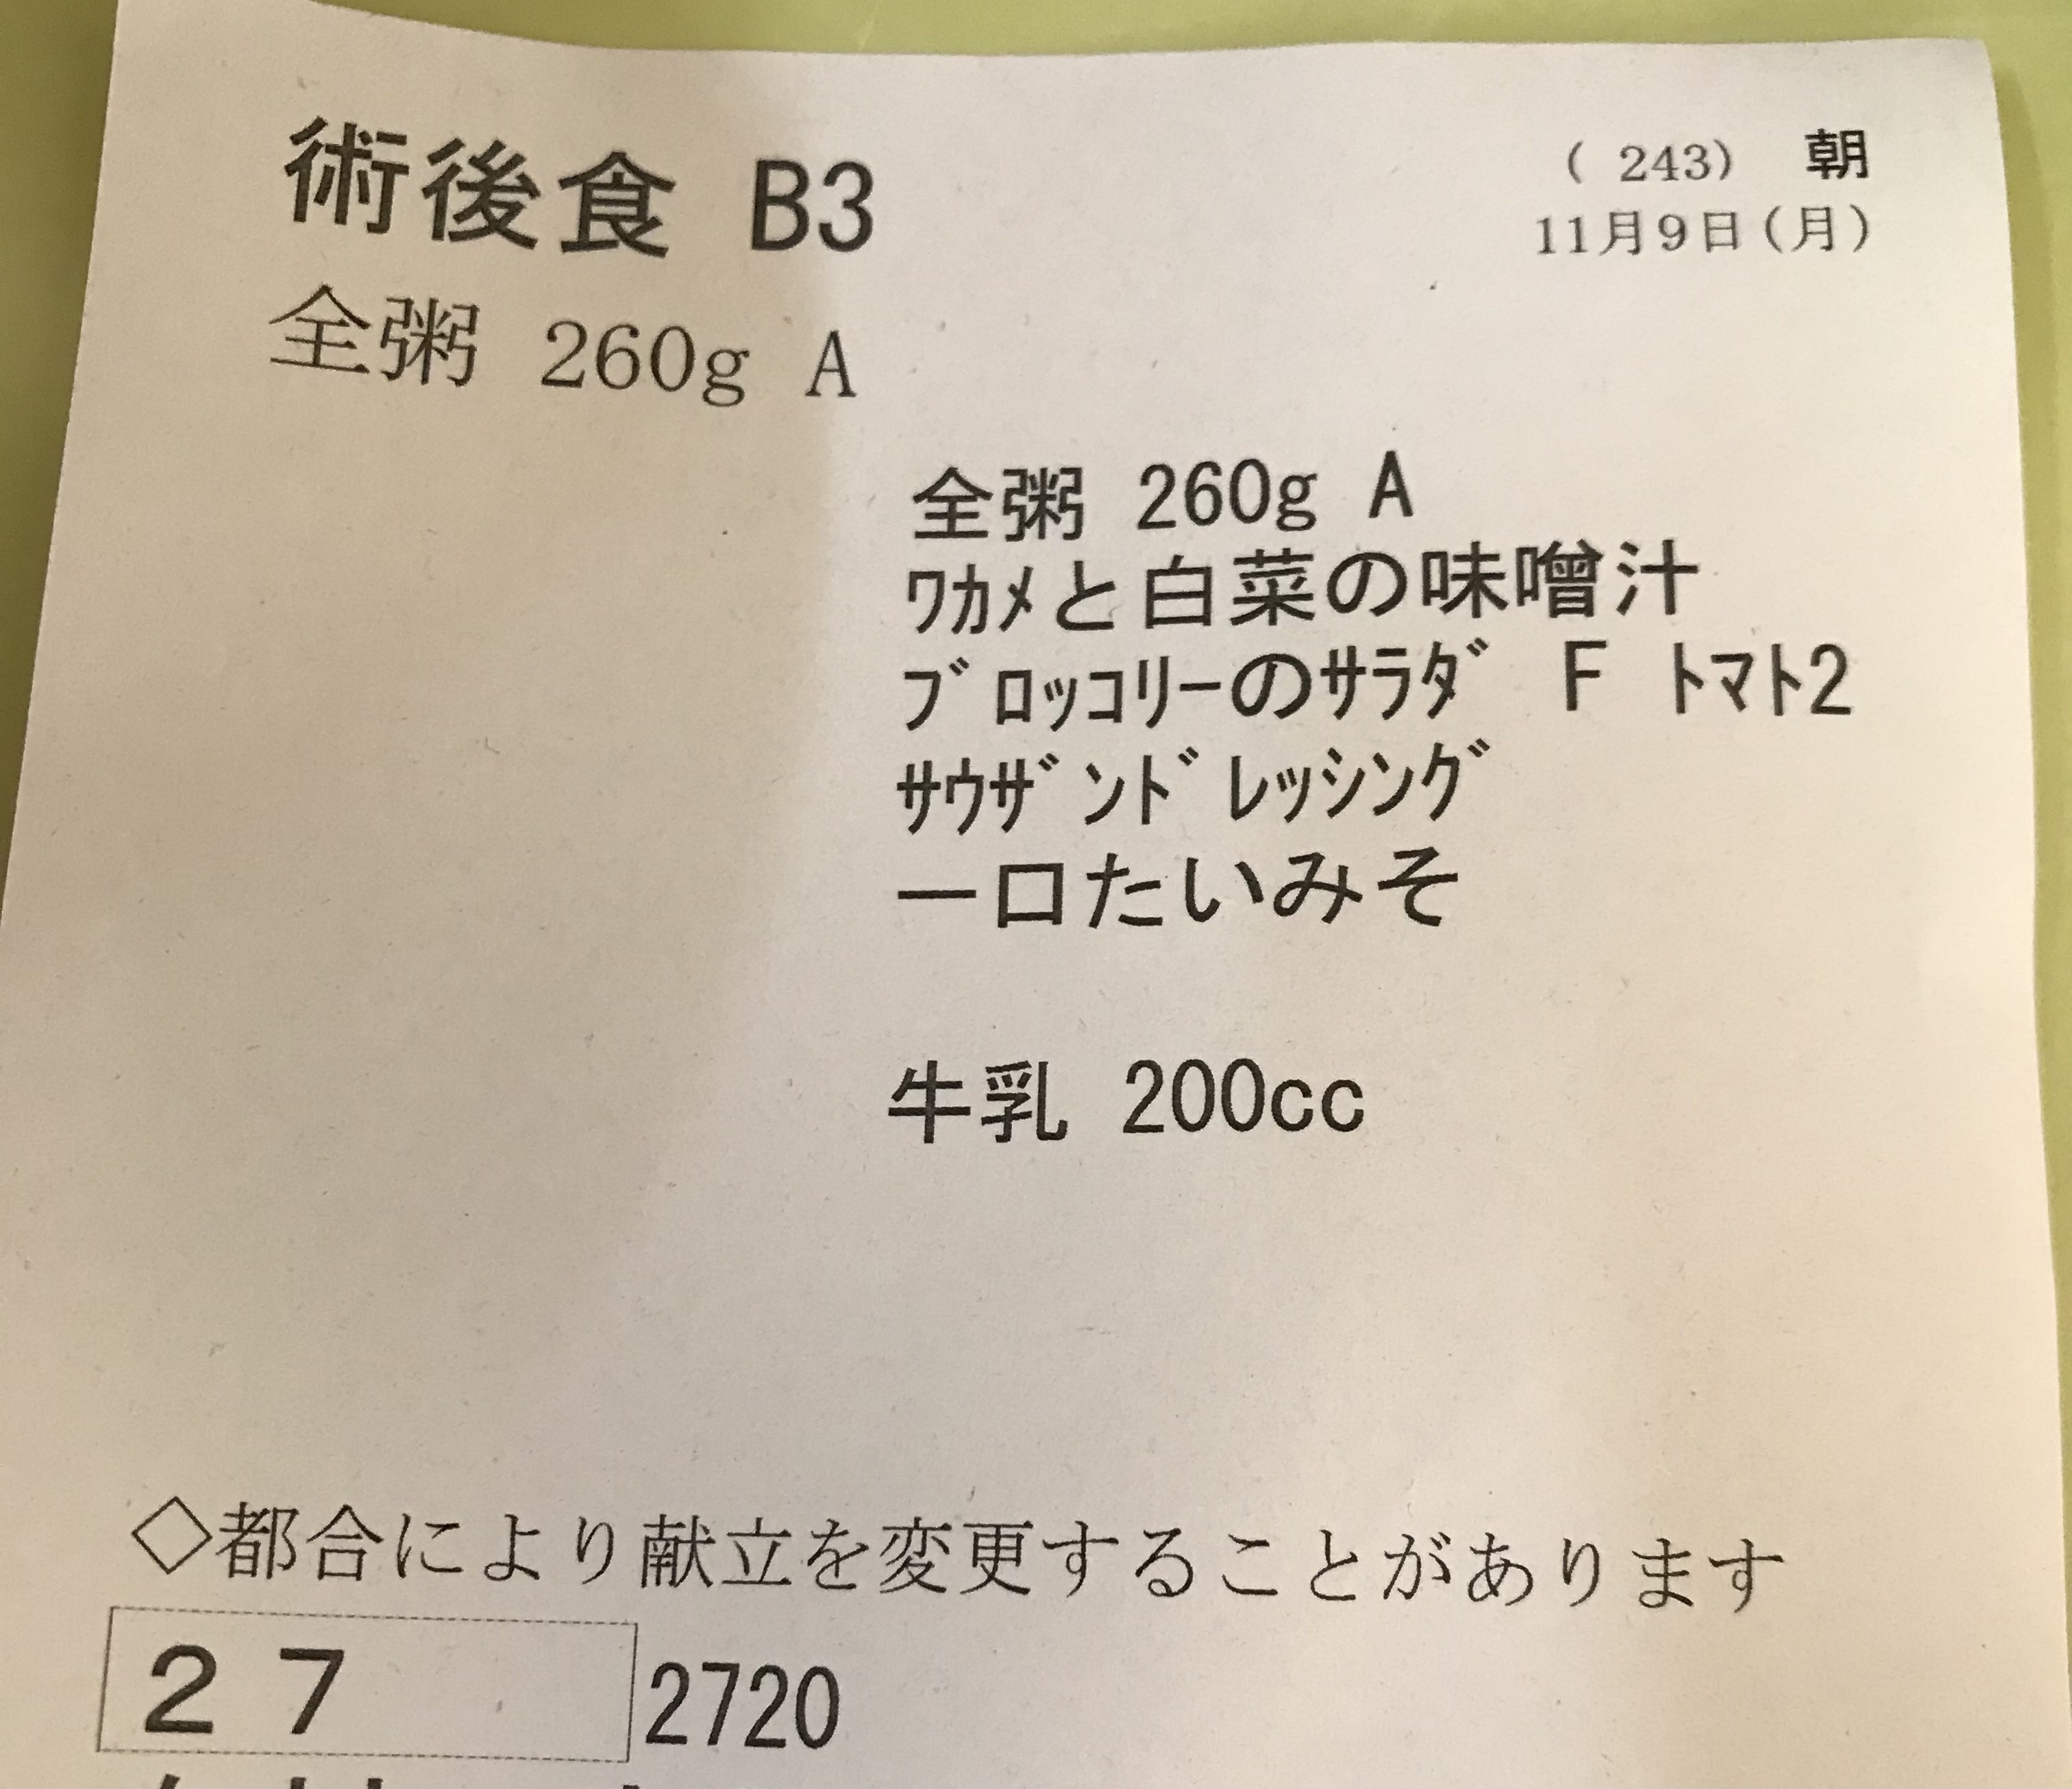 術後食 B3
( 243) 朝
11月9日(月)
全粥 260g A
全粥 260g A
ﾜｶﾒと白菜の味噌汁
ﾌﾞﾛｯｺﾘｰのｻﾗﾀﾞ F ﾄﾏﾄ2
ｻｳｻﾞﾝﾄﾞﾚｯｼﾝｸﾞ
一口たいみそ
牛乳 200cc
◇都合により献立を変更することがあります
２７
2720